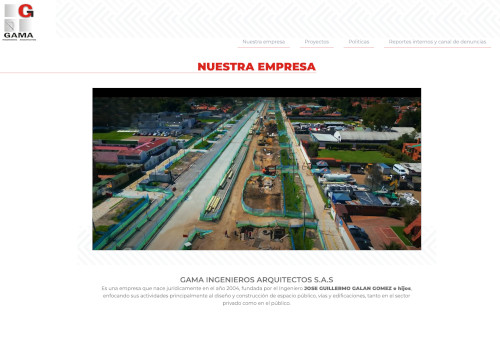 G
GAMA
Nuestra empresa
Proyectos
Políticas
Reportes internos y canal de denuncias
NUESTRA EMPRESA
GAMA INGENIEROS ARQUITECTOS S.A.S
Es una empresa que nace jurídicamente en el año 2004, fundada por el Ingeniero JOSE GUILLERMO GALAN GOMEZ e hijos,
enfocando sus actividades principalmente al diseño y construcción de espacio público, vías y edificaciones, tanto en el sector
privado como en el público.